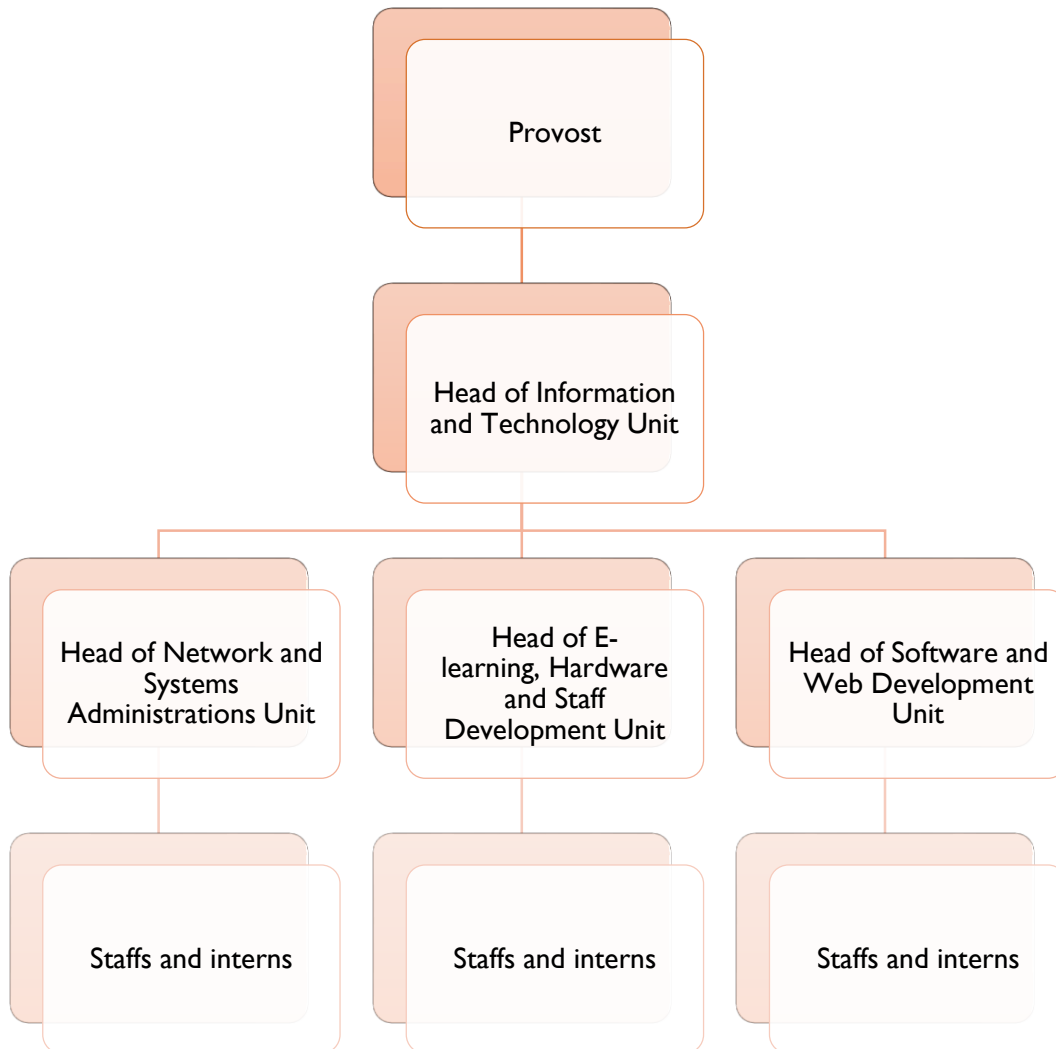 Provost
Head of Information
and Technology Unit
Head of Network and
Systems
Administrations Unit
Head of E-
learning, Hardware
and Staff
Development Unit
Head of Software and
Web Development
Unit
Staffs and interns
Staffs and interns
Staffs and interns